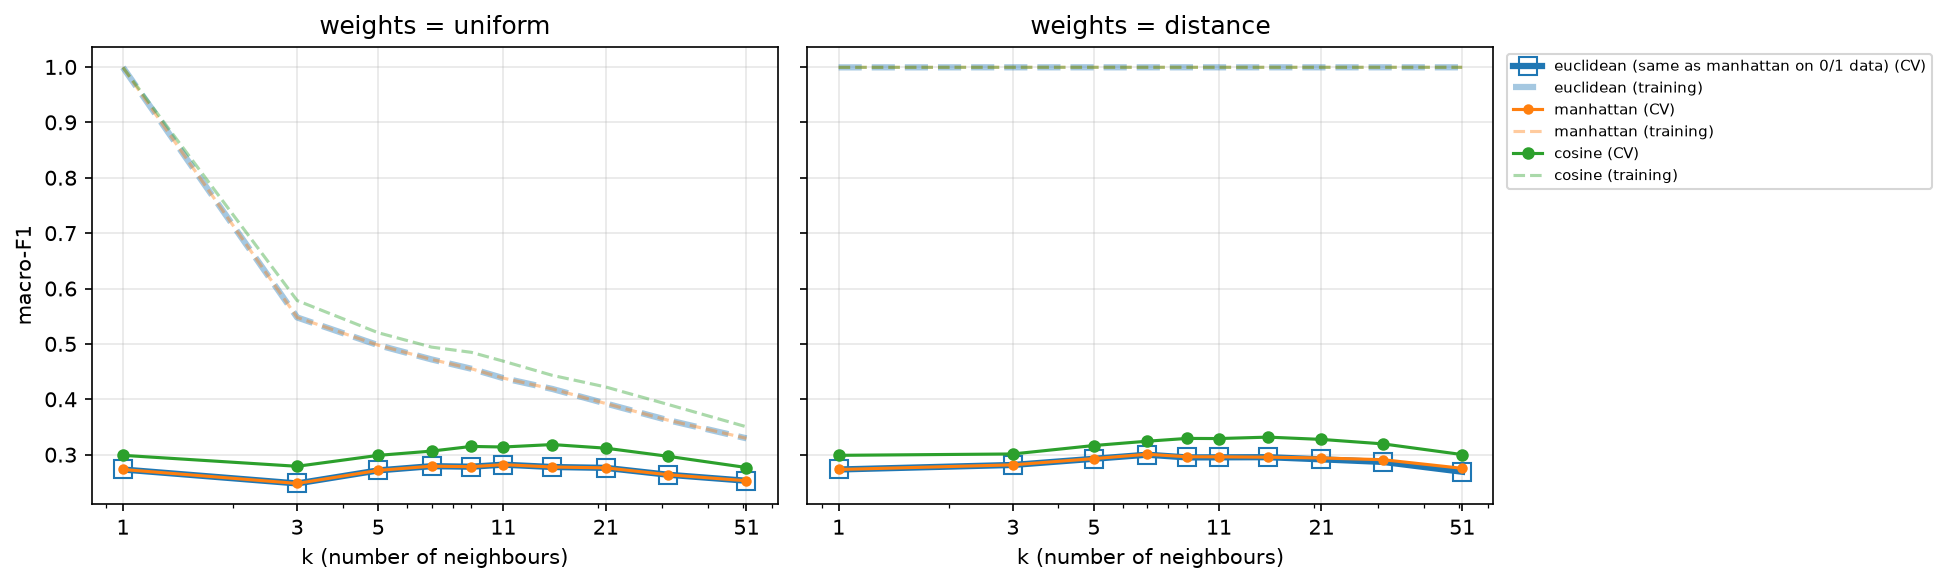 weights = uniform
weights = distance
macro-F1
1.0
0.9
0.8
0.7
0.6
0.5
0.4
0.3
1 3 5 11 21 51
k (number of neighbours)
1 3 5 11 21 51
k (number of neighbours)
euclidean (same as manhattan on 0/1 data) (CV)
euclidean (training)
manhattan (CV)
manhattan (training)
cosine (CV)
cosine (training)